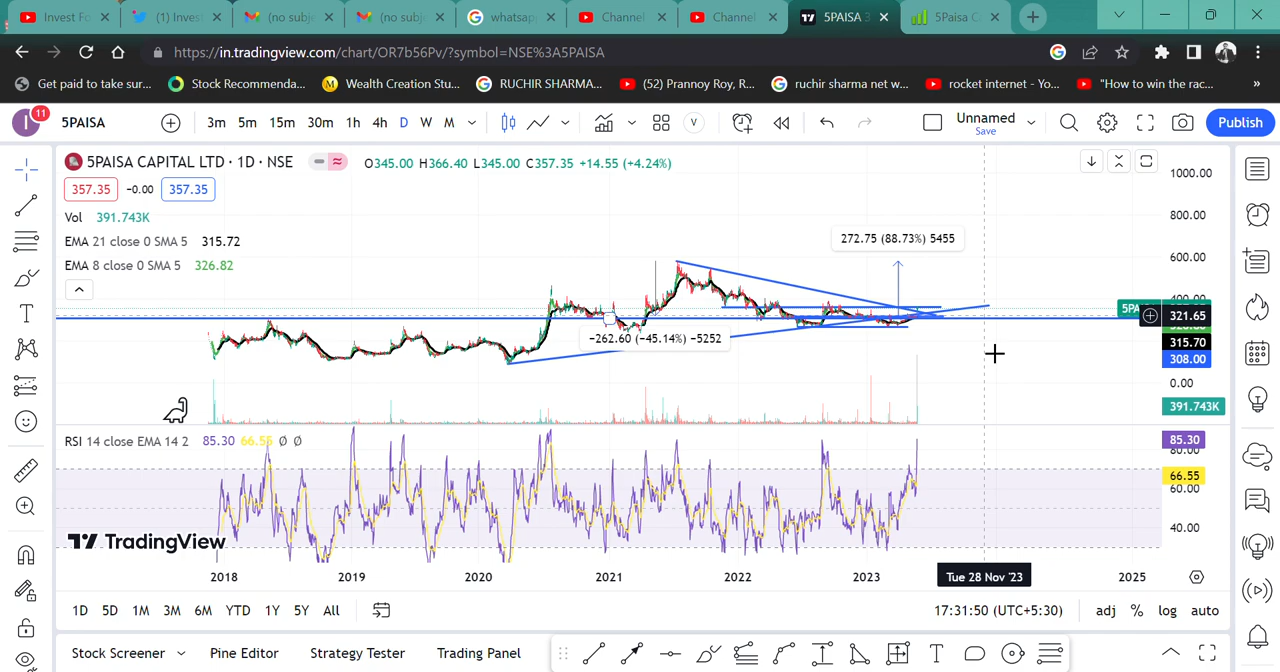 Invest Fo
(1) Invest
(no subje
(no subje
whatsap
Channel
Channel
5PAISA 3
5Paisa C
https://in.tradingview.com/chart/OR7b56Pv/?symbol=NSE%3A5PAISA
Get paid to take sur...
Stock Recommenda...
Wealth Creation Stu...
RUCHIR SHARMA...
(52) Prannoy Roy, R...
ruchir sharma net w...
rocket internet - Yo...
"How to win the rac...
»
I
11
5PAISA
3m 5m 15m 30m 1h 4h D W M
V
Unnamed
Save
Publish
5PAISA CAPITAL LTD · 1D · NSE
O345.00 H366.40 L345.00 C357.35 +14.55 (+4.24%)
357.35 -0.00 357.35
Vol 391.743K
EMA 21 close 0 SMA 5 315.72
EMA 8 close 0 SMA 5 326.82
272.75 (88.73%) 5455
−262.60 (−45.14%) −5252
1000.00
800.00
600.00
5PA
321.65
315.70
308.00
0.00
391.743K
RSI 14 close EMA 14 2 85.30 66.55 Ø Ø
85.30
80.00
66.55
60.00
40.00
TradingView
2018 2019 2020 2021 2022 2023 Tue 28 Nov '23 2025
1D 5D 1M 3M 6M YTD 1Y 5Y All
17:31:50 (UTC+5:30) adj % log auto
Stock Screener Pine Editor Strategy Tester Trading Panel
T